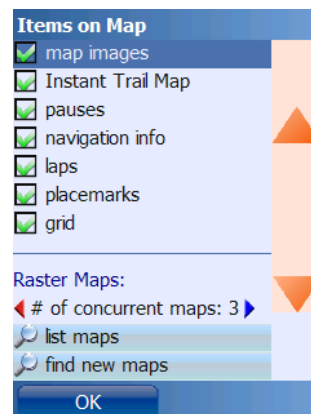 Items on Map
map images
Instant Trail Map
pauses
navigation info
laps
placemarks
grid
Raster Maps:
# of concurrent maps: 3
list maps
find new maps
OK